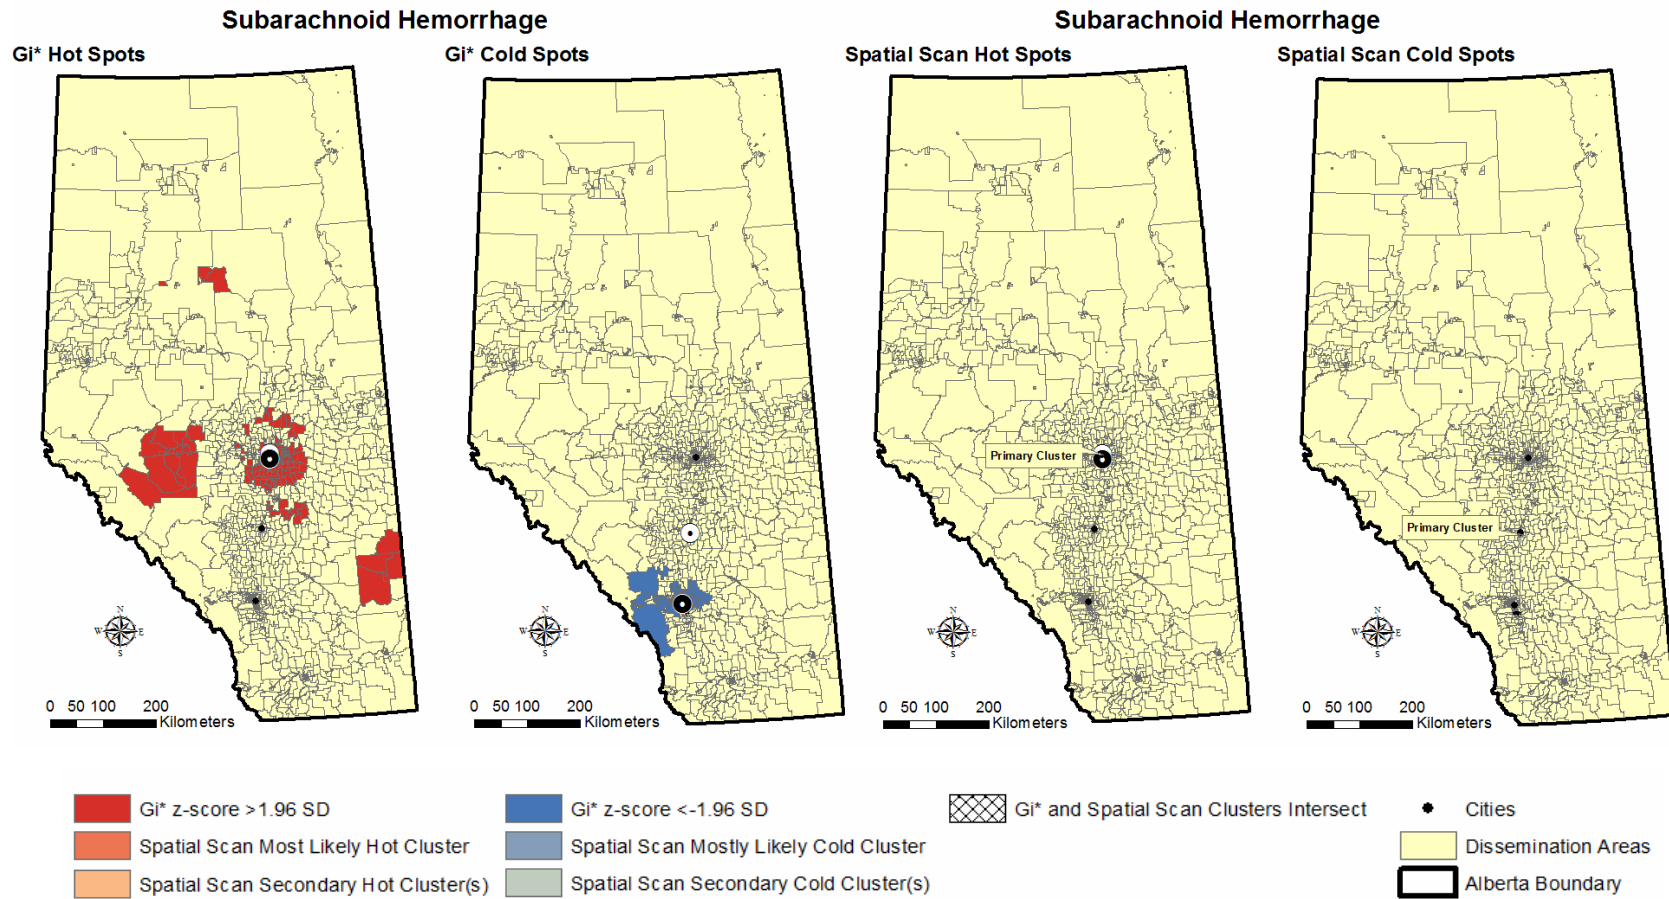 Subarachnoid Hemorrhage
Subarachnoid Hemorrhage
Gi* Hot Spots
Gi* Cold Spots
Spatial Scan Hot Spots
Spatial Scan Cold Spots
Primary Cluster
Primary Cluster
N
W E
S
N
W E
S
N
W E
S
N
W E
S
0 50 100 200
Kilometers
0 50 100 200
Kilometers
0 50 100 200
Kilometers
0 50 100 200
Kilometers
Gi* z-score >1.96 SD
Gi* z-score <-1.96 SD
Gi* and Spatial Scan Clusters Intersect
Cities
Spatial Scan Most Likely Hot Cluster
Spatial Scan Mostly Likely Cold Cluster
Dissemination Areas
Spatial Scan Secondary Hot Cluster(s)
Spatial Scan Secondary Cold Cluster(s)
Alberta Boundary